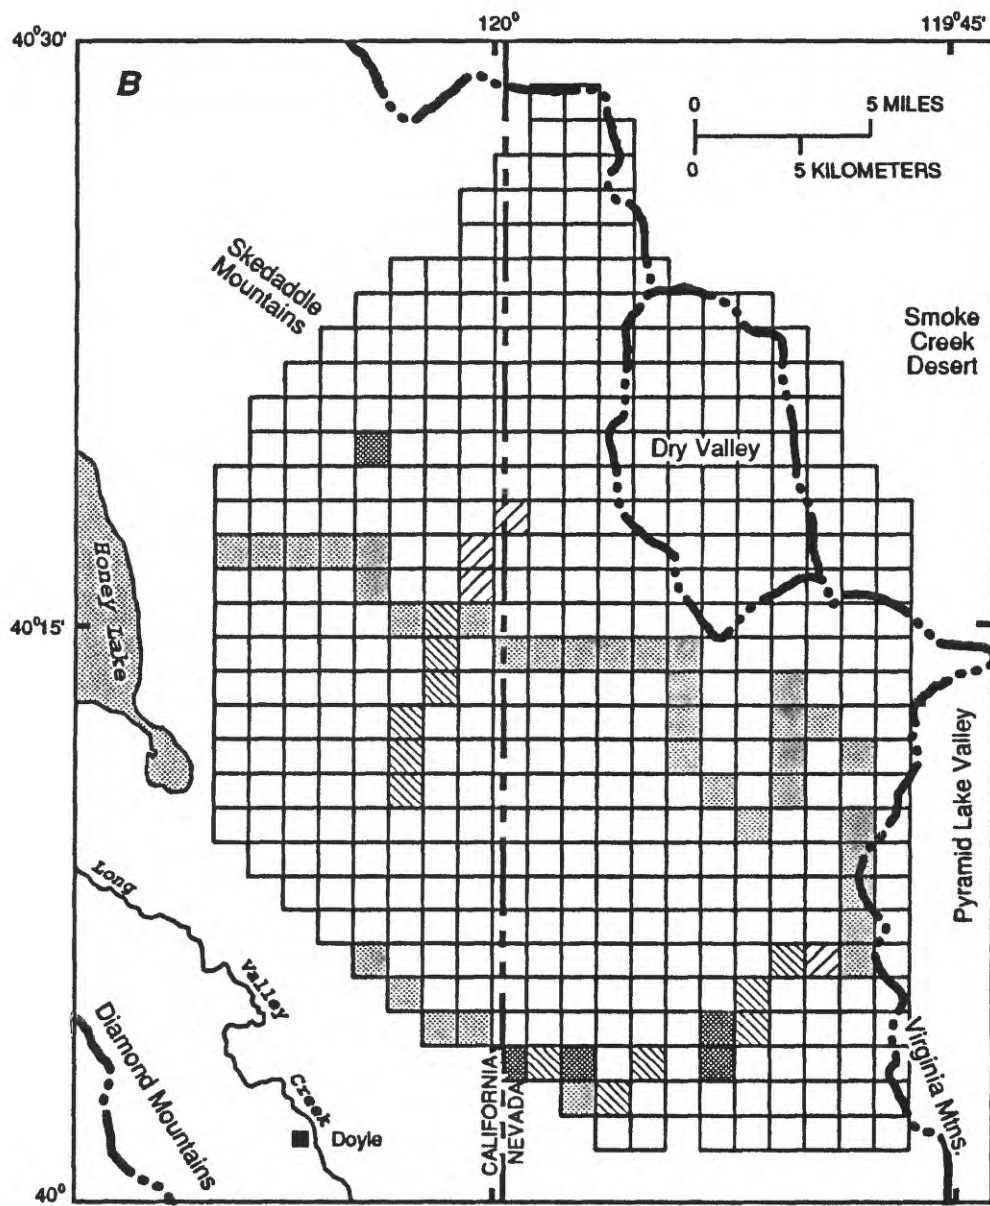 120°
119°45'
40°30'
B
0
5 MILES
0
5 KILOMETERS
Skedaddle
Mountains
Smoke
Creek
Desert
Dry Valley
Honey Lake
40°15'
Pyramid Lake Valley
Long
Valley
Creek
Diamond Mountains
Doyle
CALIFORNIA
NEVADA
Virginia Mtns.
40°